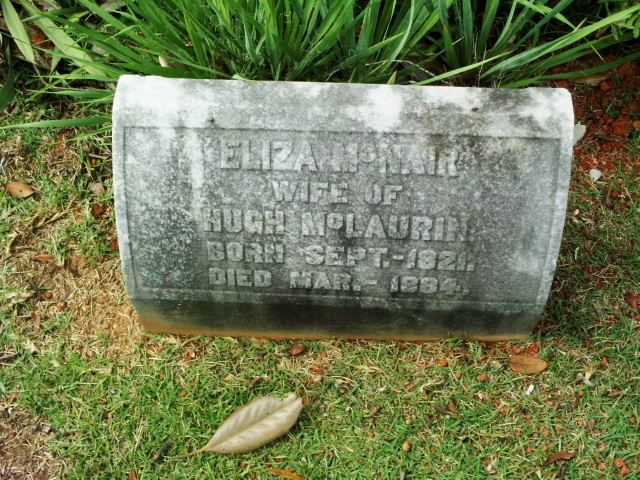 ELIZA McNAIR
WIFE OF
HUGH McLAURIN
BORN SEPT.-1821.
DIED MAR.-1884.